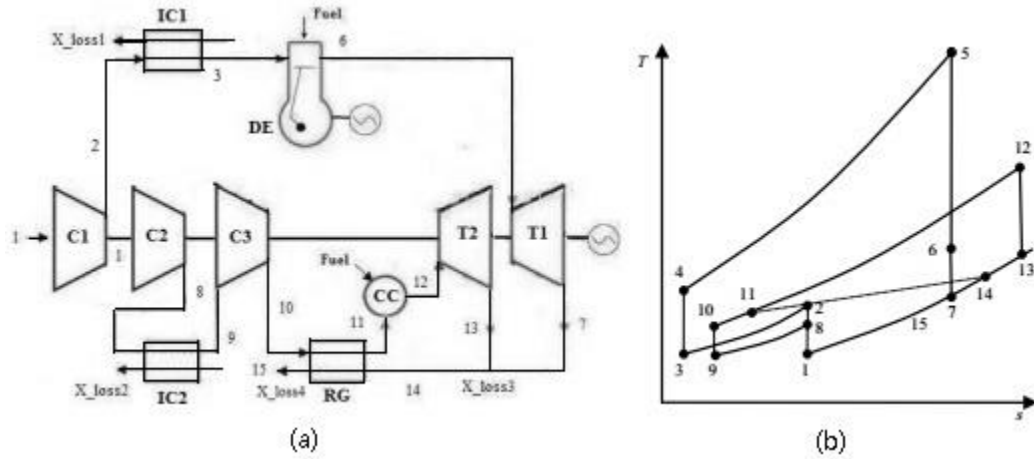 IC1
Fuel
X_loss1
6
T
5
3
DE
12
2
4
6
13
1
C1
C2
C3
T2
T1
1
Fuel
12
11
2
14
8
CC
10
8
7
10
11
13
7
15
9
3
9
1
15
14
X_loss2
IC2
X_loss4
RG
X_loss3
s
(a)
(b)